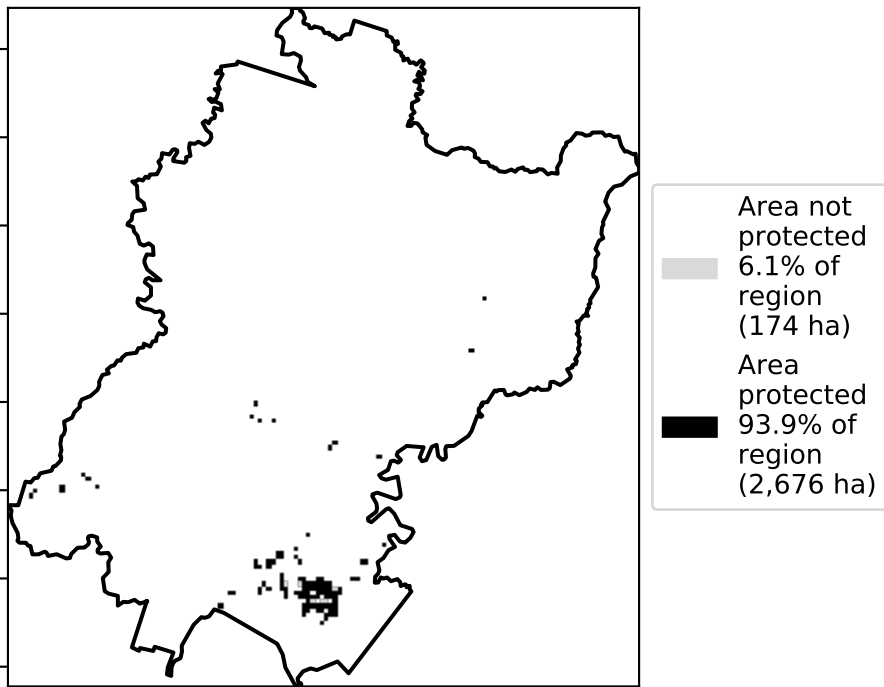 Area not
protected
6.1% of
region
(174 ha)
Area
protected
93.9% of
region
(2,676 ha)